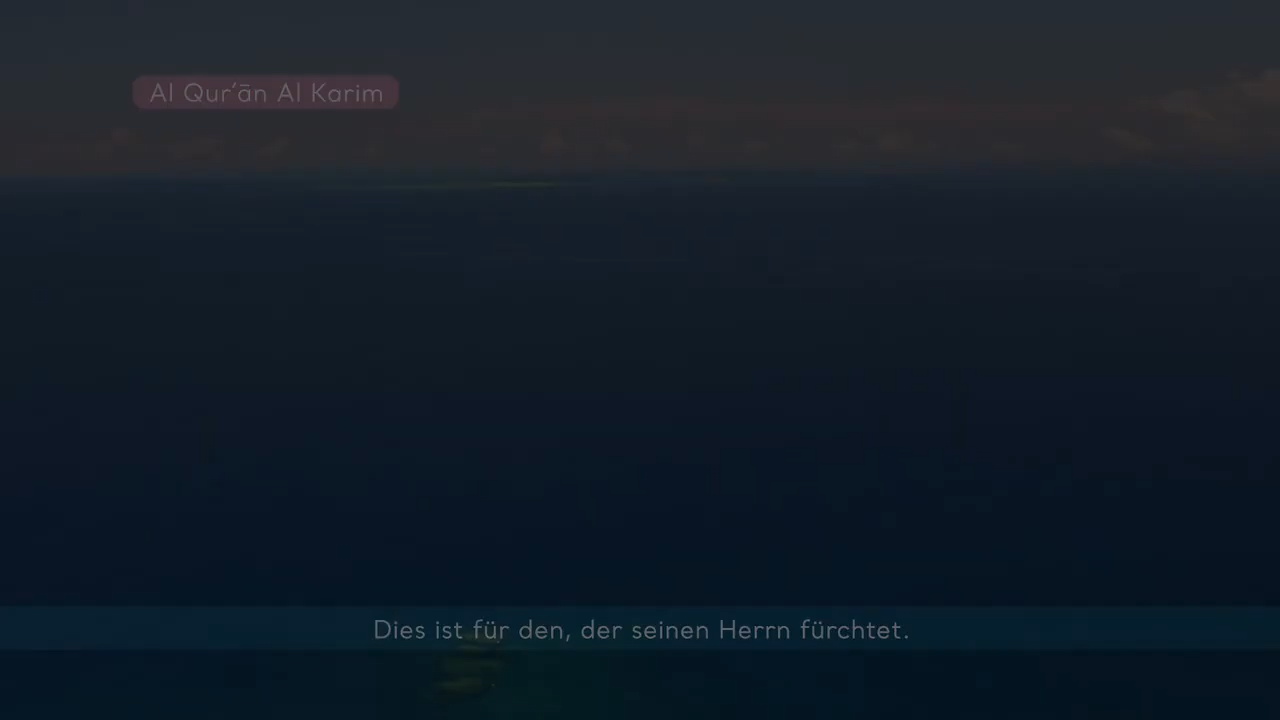 Al Qur’ān Al Karim
Dies ist für den, der seinen Herrn fürchtet.